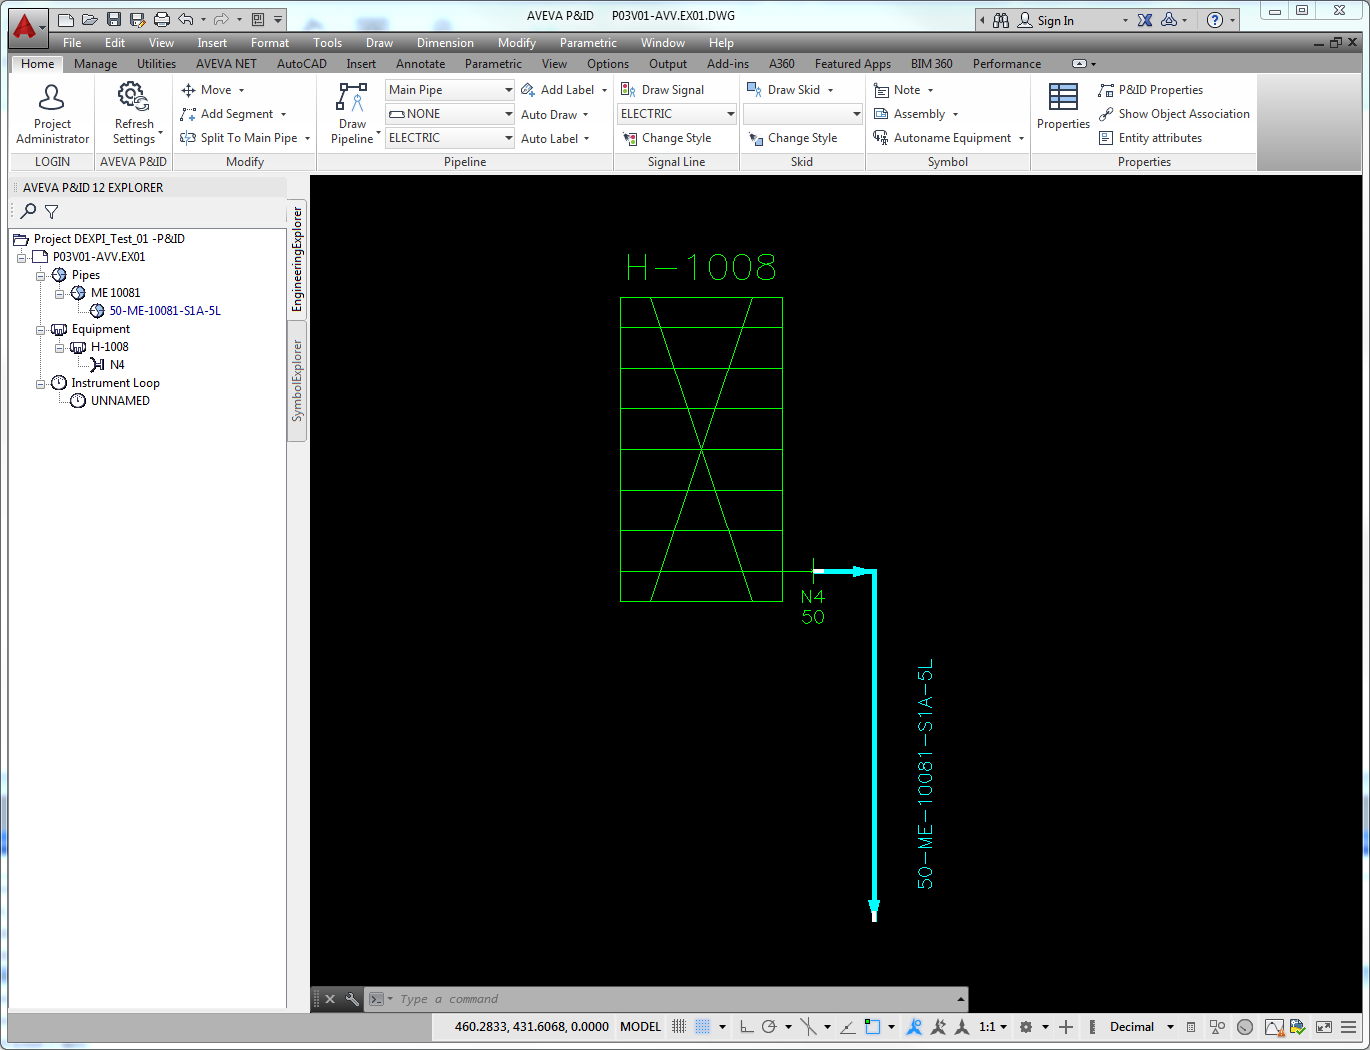 AVEVA P&ID P03V01-AVV.EX01.DWG
Sign In
File Edit View Insert Format Tools Draw Dimension Modify Parametric Window Help
Home Manage Utilities AVEVA NET AutoCAD Insert Annotate Parametric View Options Output Add-ins A360 Featured Apps BIM 360 Performance
Project Administrator
LOGIN
Refresh Settings
AVEVA P&ID
Move
Add Segment
Split To Main Pipe
Modify
Draw Pipeline
Main Pipe
NONE
ELECTRIC
Add Label
Auto Draw
Auto Label
Pipeline
Draw Signal
ELECTRIC
Change Style
Signal Line
Draw Skid
Change Style
Skid
Note
Assembly
Autoname Equipment
Symbol
Properties
P&ID Properties
Show Object Association
Entity attributes
Properties
AVEVA P&ID 12 EXPLORER
EngineeringExplorer
SymbolExplorer
Project DEXPI_Test_01 -P&ID
P03V01-AVV.EX01
Pipes
ME 10081
50-ME-10081-S1A-5L
Equipment
H-1008
N4
Instrument Loop
UNNAMED
H-1008
N4
50
50-ME-10081-S1A-5L
Type a command
460.2833, 431.6068, 0.0000 MODEL 1:1 Decimal